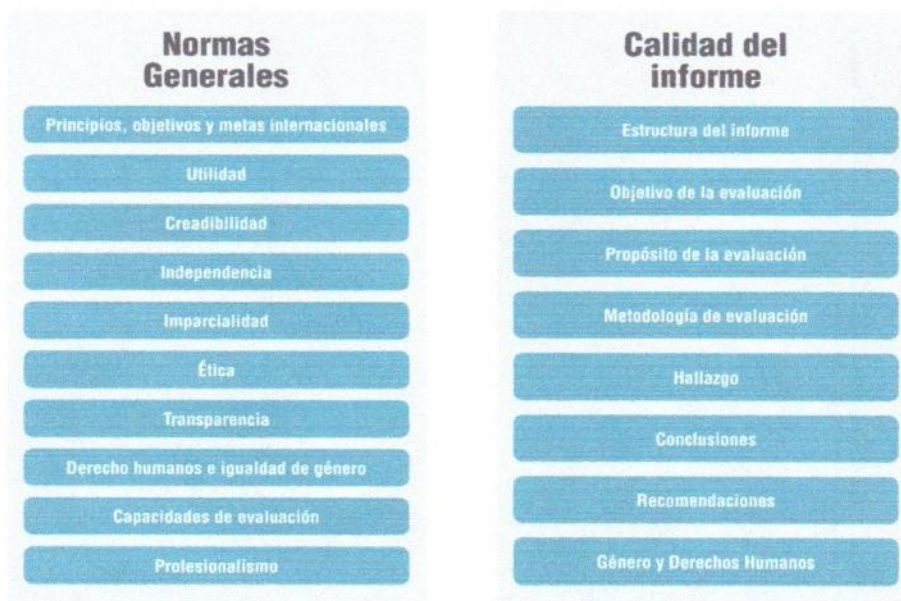 Normas
Generales
Principios, objetivos y metas internacionales
Utilidad
Creadibilidad
Independencia
Imparcialidad
Ética
Transparencia
Derecho humanos e igualdad de género
Capacidades de evaluación
Profesionalismo
Calidad del
informe
Estructura del informe
Objetivo de la evaluación
Propósito de la evaluación
Metodología de evaluación
Hallazgo
Conclusiones
Recomendaciones
Género y Derechos Humanos